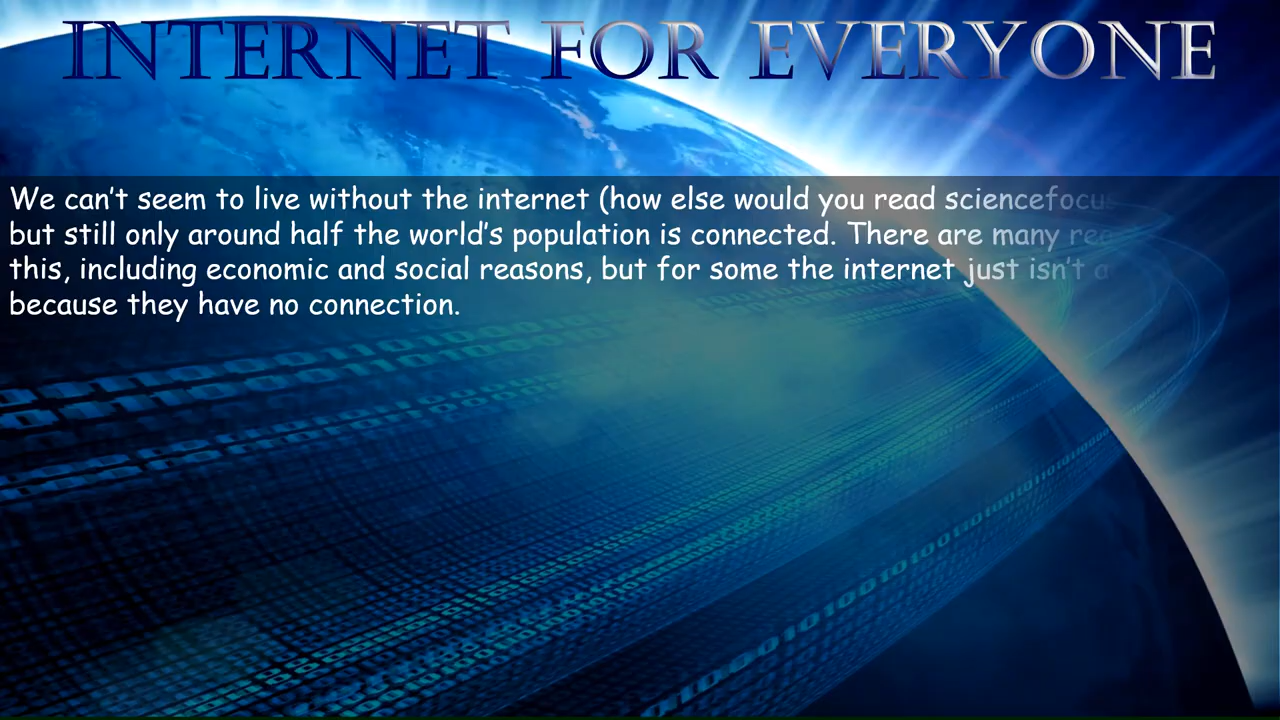 INTERNET FOR EVERYONE
We can't seem to live without the internet (how else would you read sciencefocus
but still only around half the world's population is connected. There are many
this, including economic and social reasons, but for some the internet just isn't
because they have no connection.